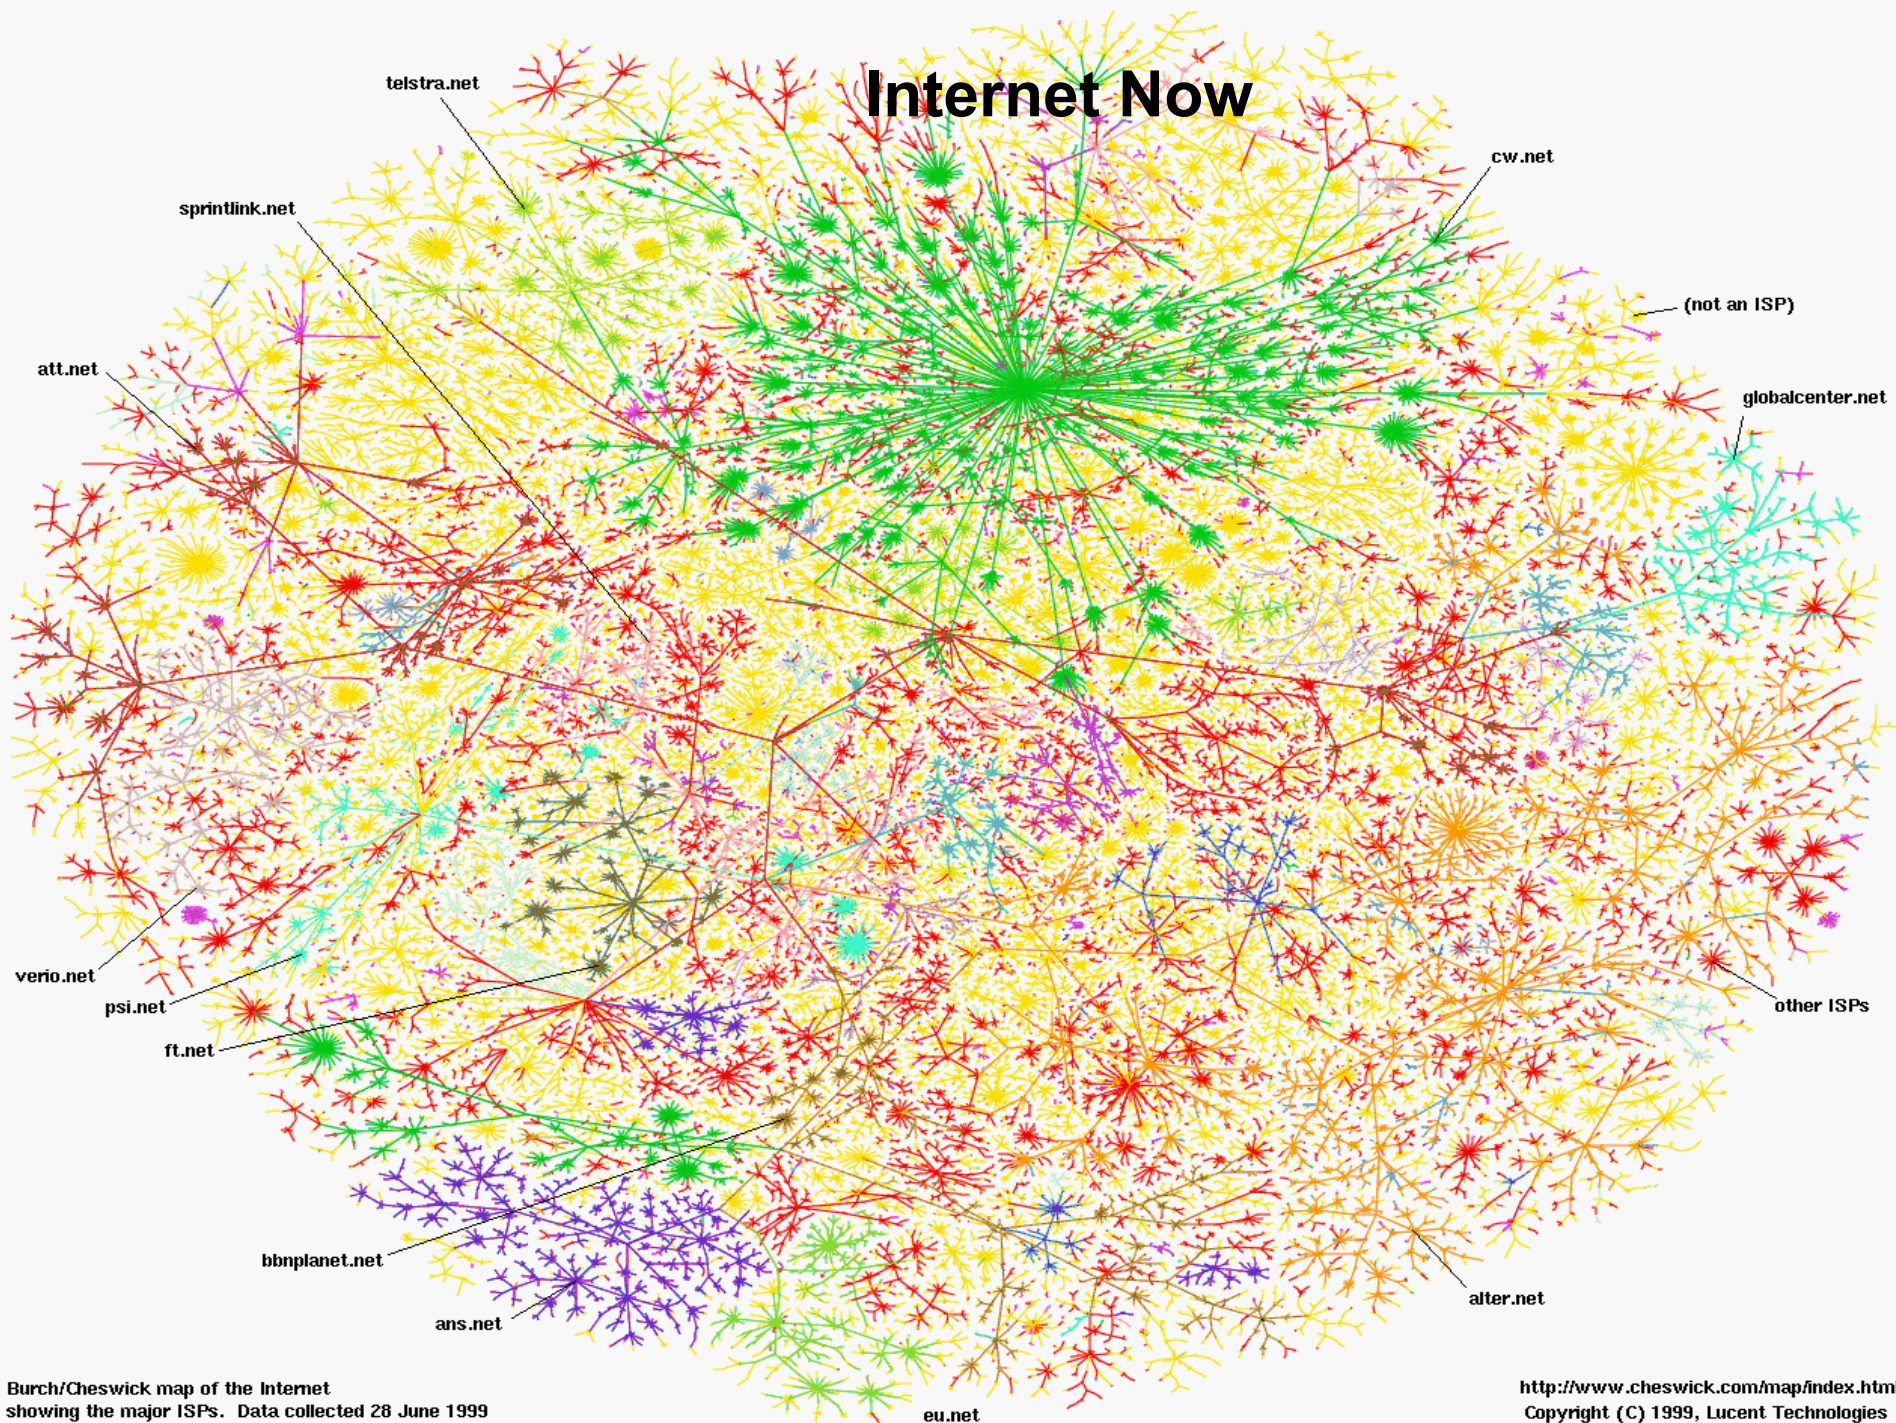 Internet Now
telstra.net
cw.net
sprintlink.net
(not an ISP)
att.net
globalcenter.net
verio.net
psi.net
other ISPs
ft.net
bbnplanet.net
alter.net
ans.net
Burch/Cheswick map of the Internet
showing the major ISPs. Data collected 28 June 1999
eu.net
http://www.cheswick.com/map/index.html
Copyright (C) 1999, Lucent Technologies